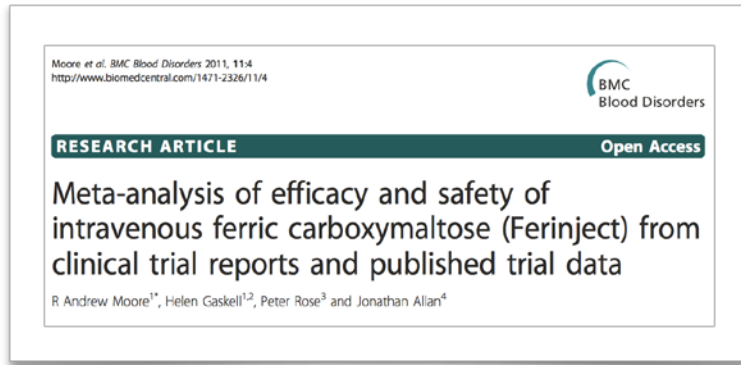 Moore et al. BMC Blood Disorders 2011, 11:4
http://www.biomedcentral.com/1471-2326/11/4
BMC
Blood Disorders
RESEARCH ARTICLE Open Access
Meta-analysis of efficacy and safety of
intravenous ferric carboxymaltose (Ferinject) from
clinical trial reports and published trial data
R Andrew Moore1*, Helen Gaskell1,2, Peter Rose3 and Jonathan Allan4